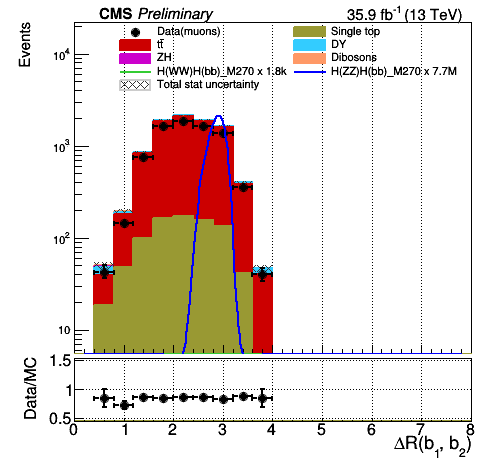 CMS Preliminary 35.9 fb⁻¹ (13 TeV)
Events
Data(muons) Single top
tt̄ DY
ZH Dibosons
H(WW)H(bb)_M270 x 1.8k H(ZZ)H(bb)_M270 x 7.7M
Total stat uncertainty
10⁴
10³
10²
10
Data/MC
1.5
1
0.5
0 1 2 3 4 5 6 7 8
ΔR(b₁, b₂)